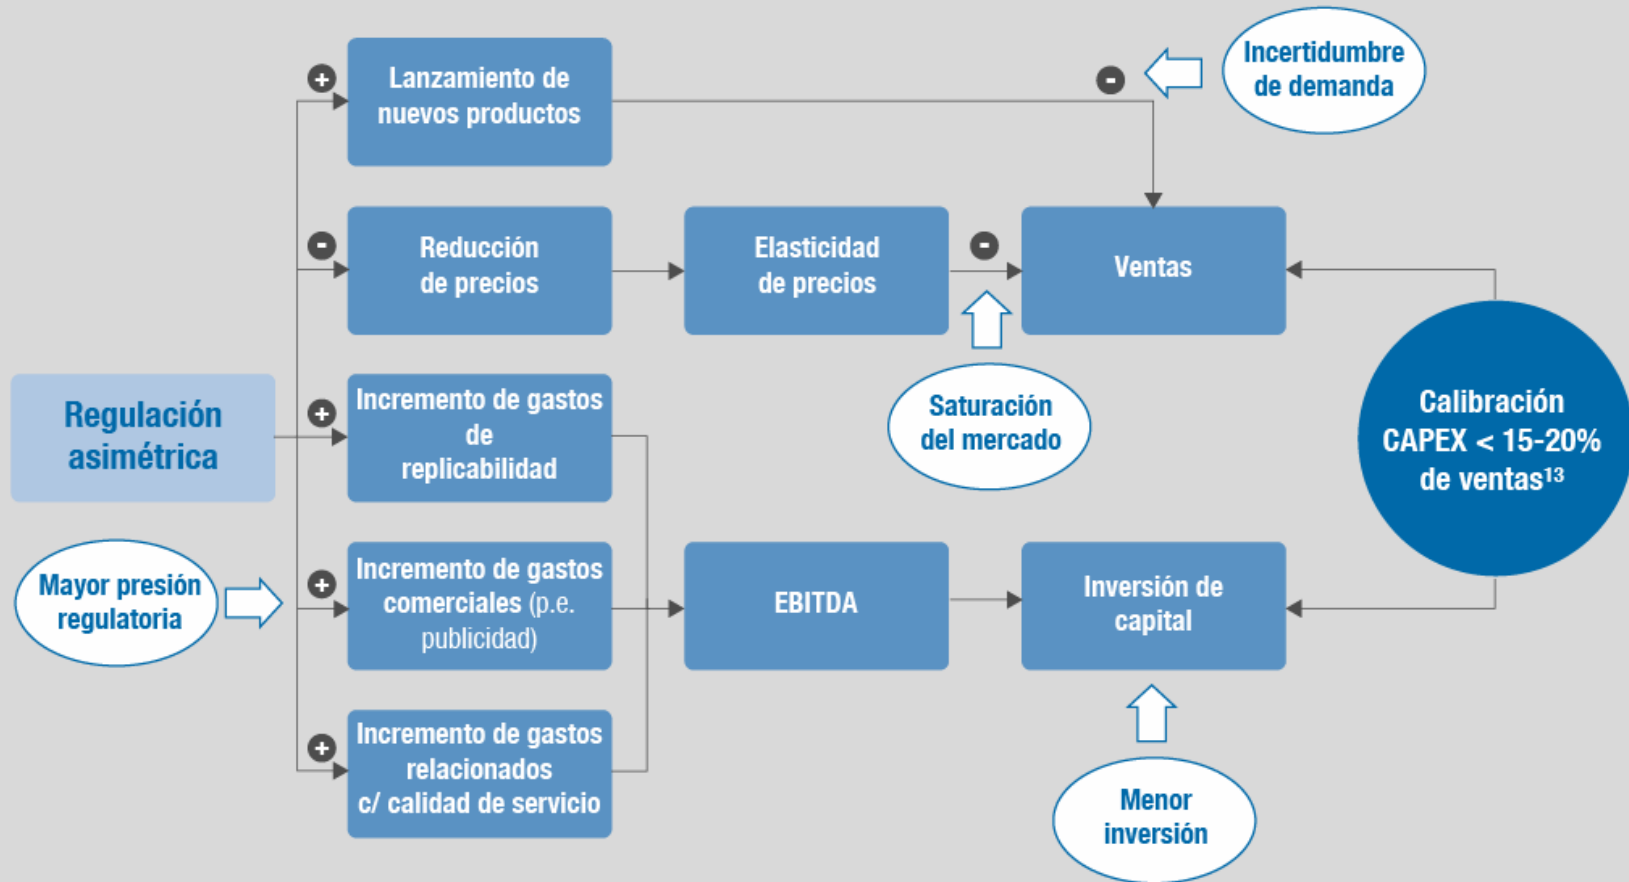 Lanzamiento de
nuevos productos
Incertidumbre
de demanda
Reducción
de precios
Elasticidad
de precios
Ventas
Regulación
asimétrica
Incremento de gastos
de
replicabilidad
Saturación
del mercado
Calibración
CAPEX < 15-20%
de ventas¹³
Mayor presión
regulatoria
Incremento de gastos
comerciales (p.e.
publicidad)
EBITDA
Inversión de
capital
Incremento de gastos
relacionados
c/ calidad de servicio
Menor
inversión